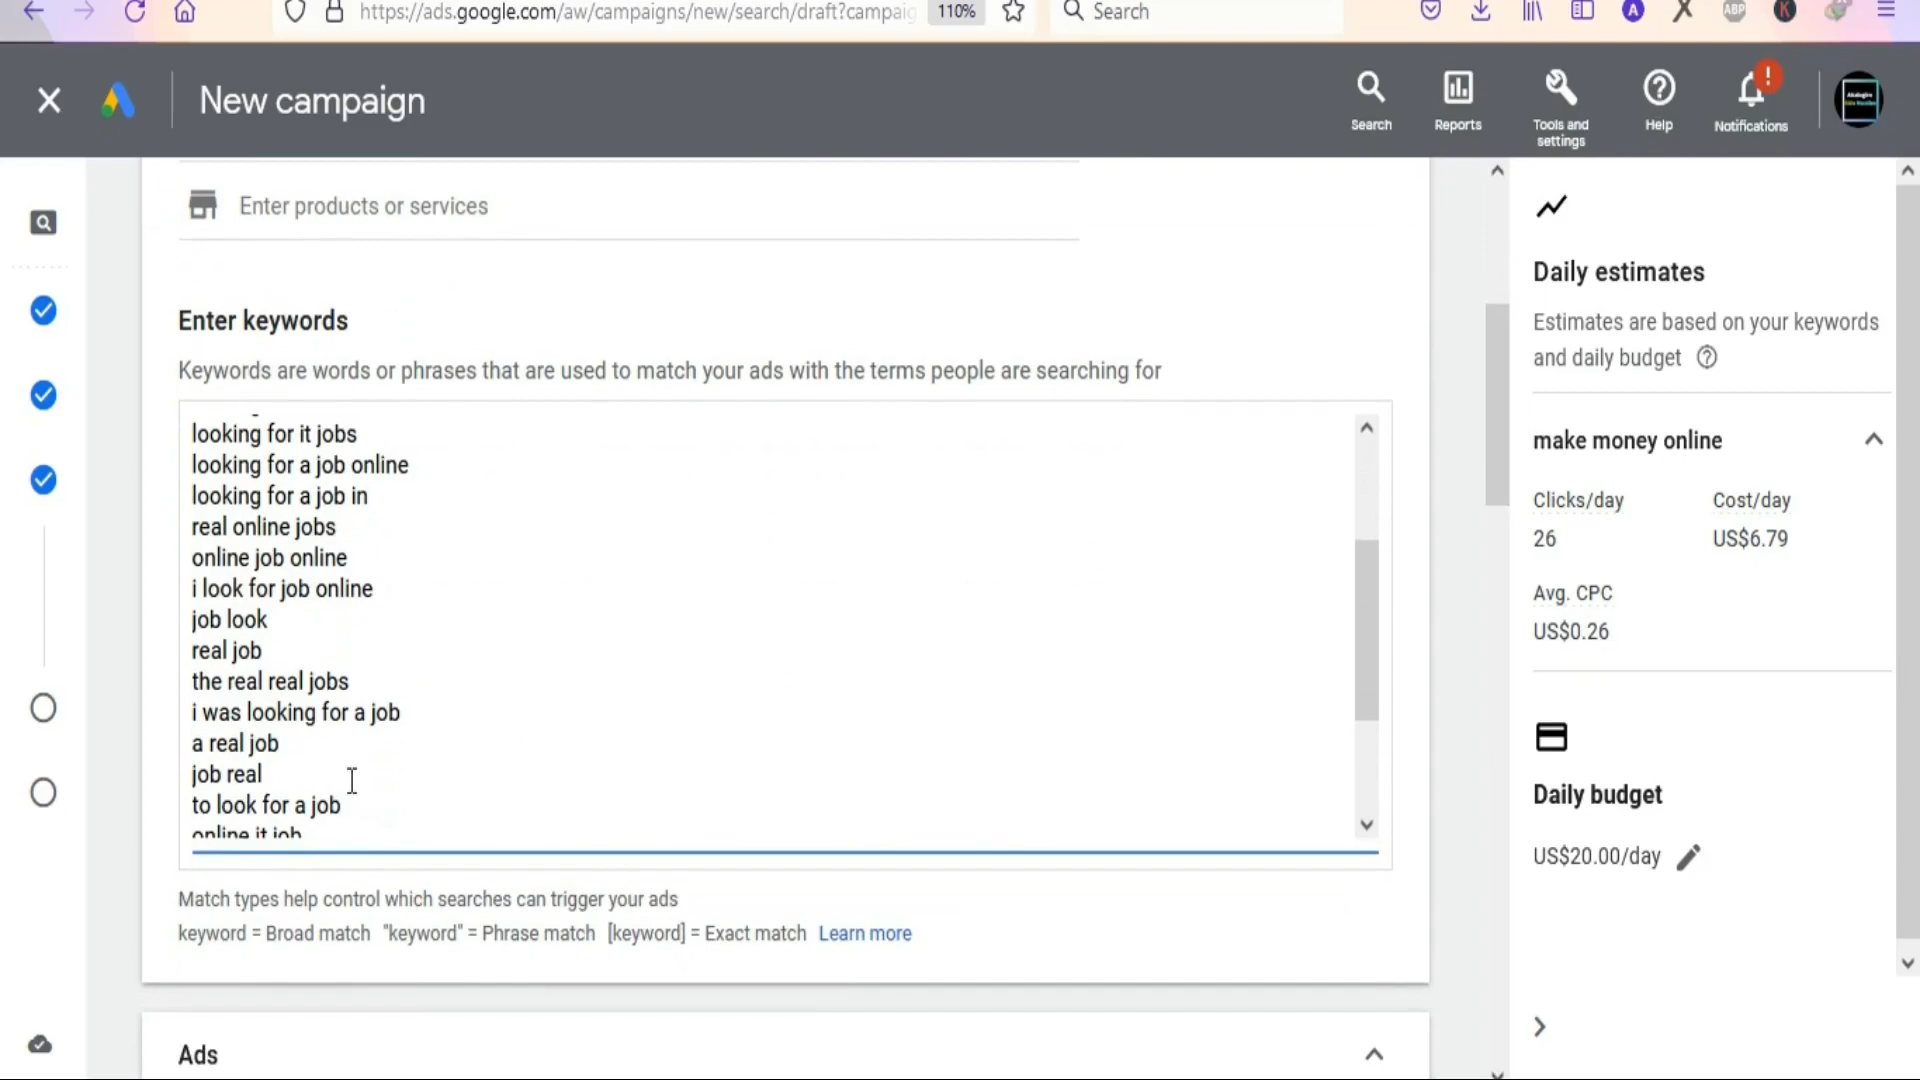 https://ads.google.com/aw/campaigns/new/search/draft?campaig
110%
Search
A
ABP
K
New campaign
Search
Reports
Tools and settings
Help
!
Notifications
Enter products or services
Enter keywords
Keywords are words or phrases that are used to match your ads with the terms people are searching for
looking for it jobs
looking for a job online
looking for a job in
real online jobs
online job online
i look for job online
job look
real job
the real real jobs
i was looking for a job
a real job
job real
to look for a job
online it job
Match types help control which searches can trigger your ads
keyword = Broad match "keyword" = Phrase match [keyword] = Exact match Learn more
Ads
Daily estimates
Estimates are based on your keywords
and daily budget
make money online
Clicks/day Cost/day
26 US$6.79
Avg. CPC
US$0.26
Daily budget
US$20.00/day